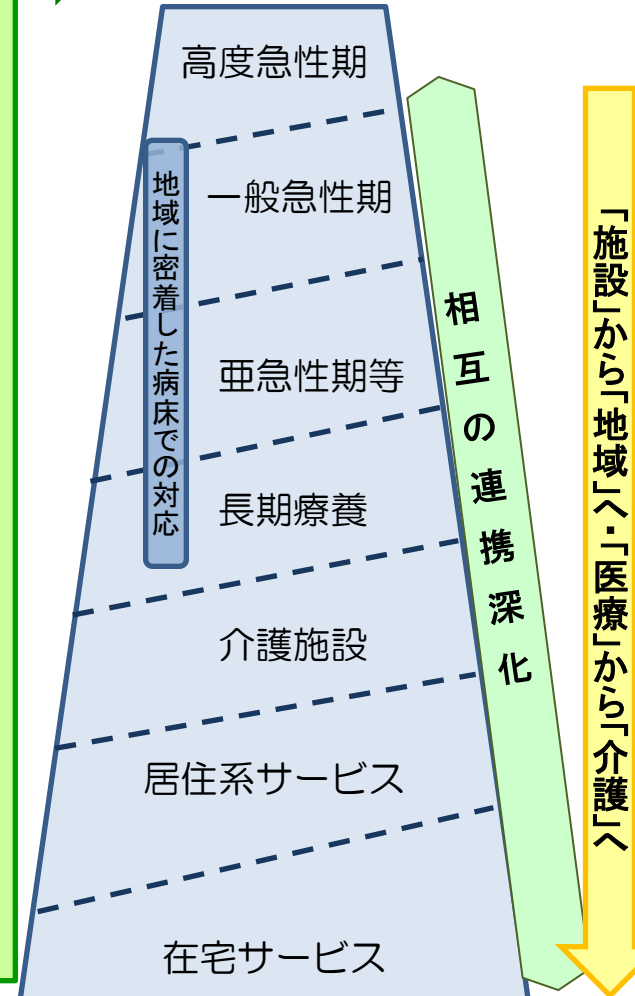 高度急性期
一般急性期
亜急性期等
長期療養
介護施設
居住系サービス
在宅サービス
地域に密着した病床での対応
相互の連携深化
「施設」から「地域」へ・「医療」から「介護」へ